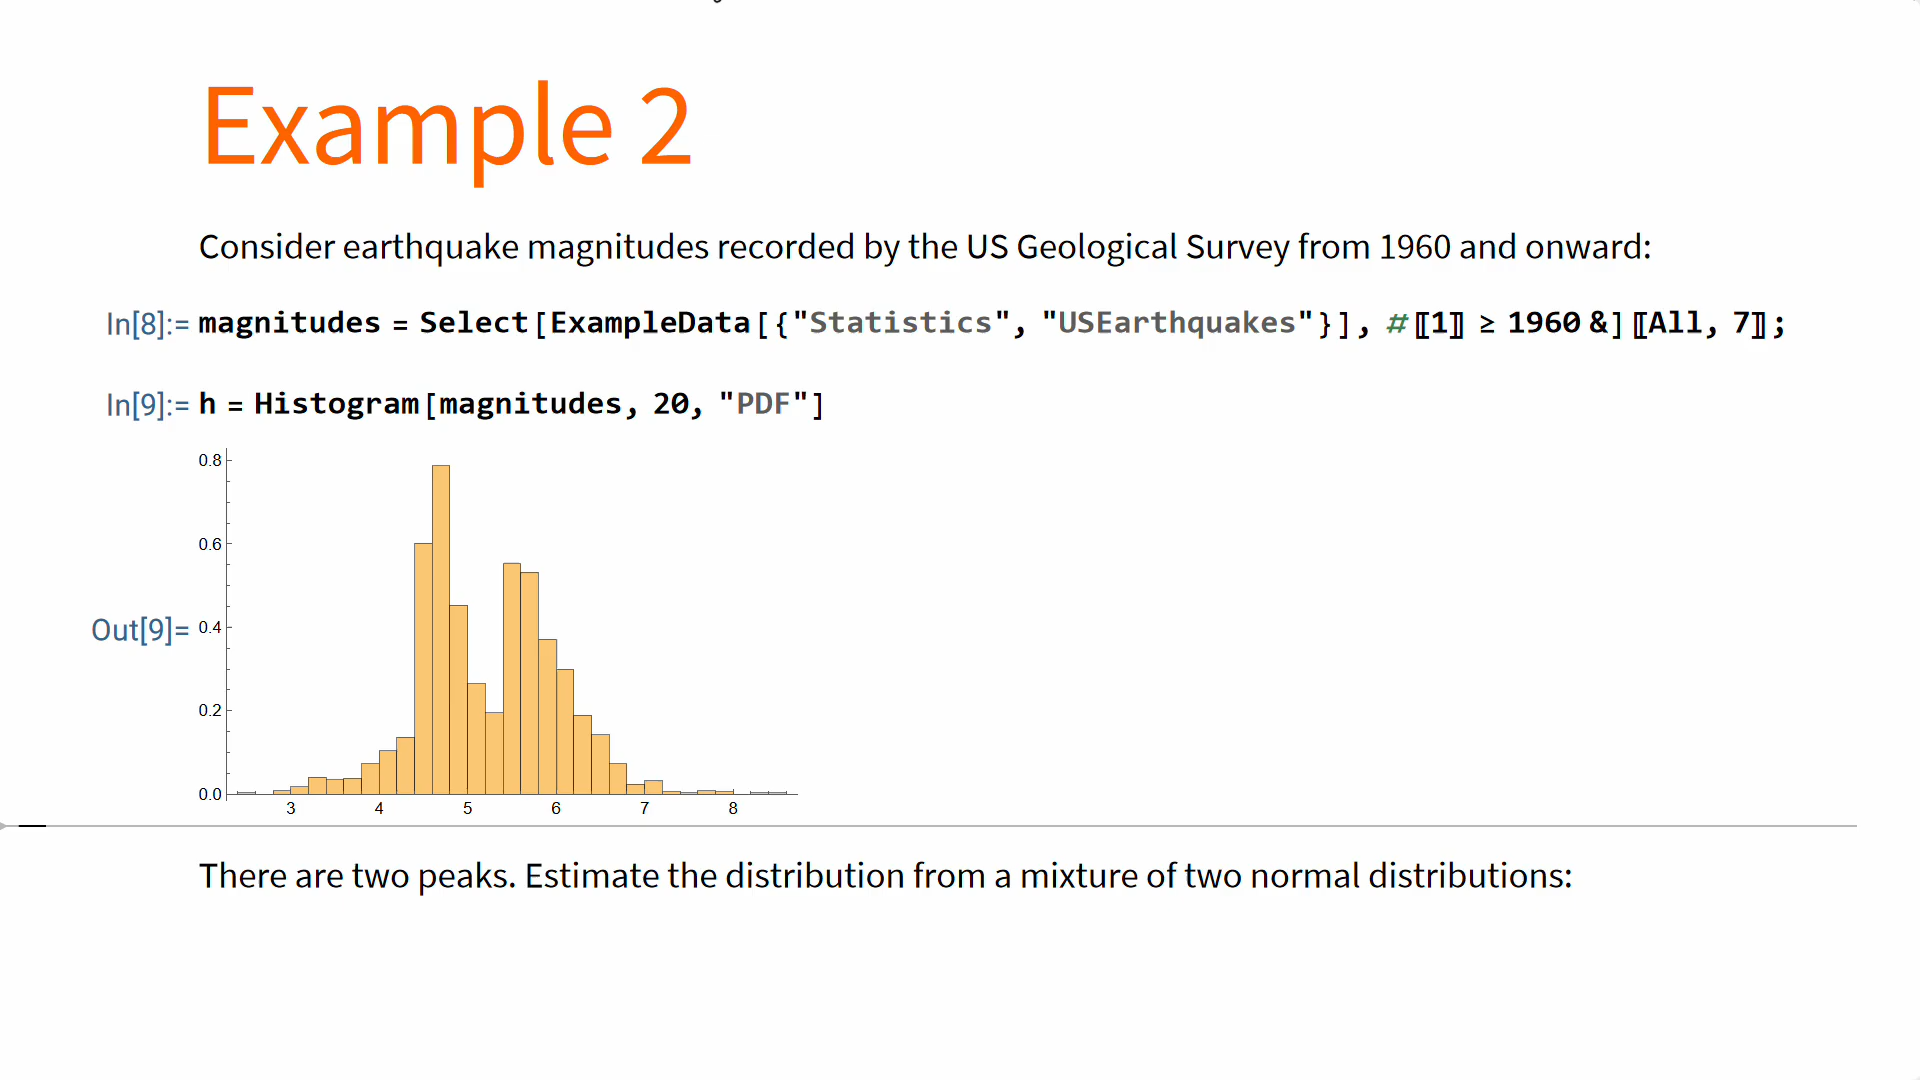 Example 2
Consider earthquake magnitudes recorded by the US Geological Survey from 1960 and onward:
In[8]:= magnitudes = Select[ExampleData[{"Statistics", "USEarthquakes"}], #⟦1⟧ ≥ 1960 &]⟦All, 7⟧;
In[9]:= h = Histogram[magnitudes, 20, "PDF"]
0.8
0.6
Out[9]= 0.4
0.2
0.0
3 4 5 6 7 8
There are two peaks. Estimate the distribution from a mixture of two normal distributions: